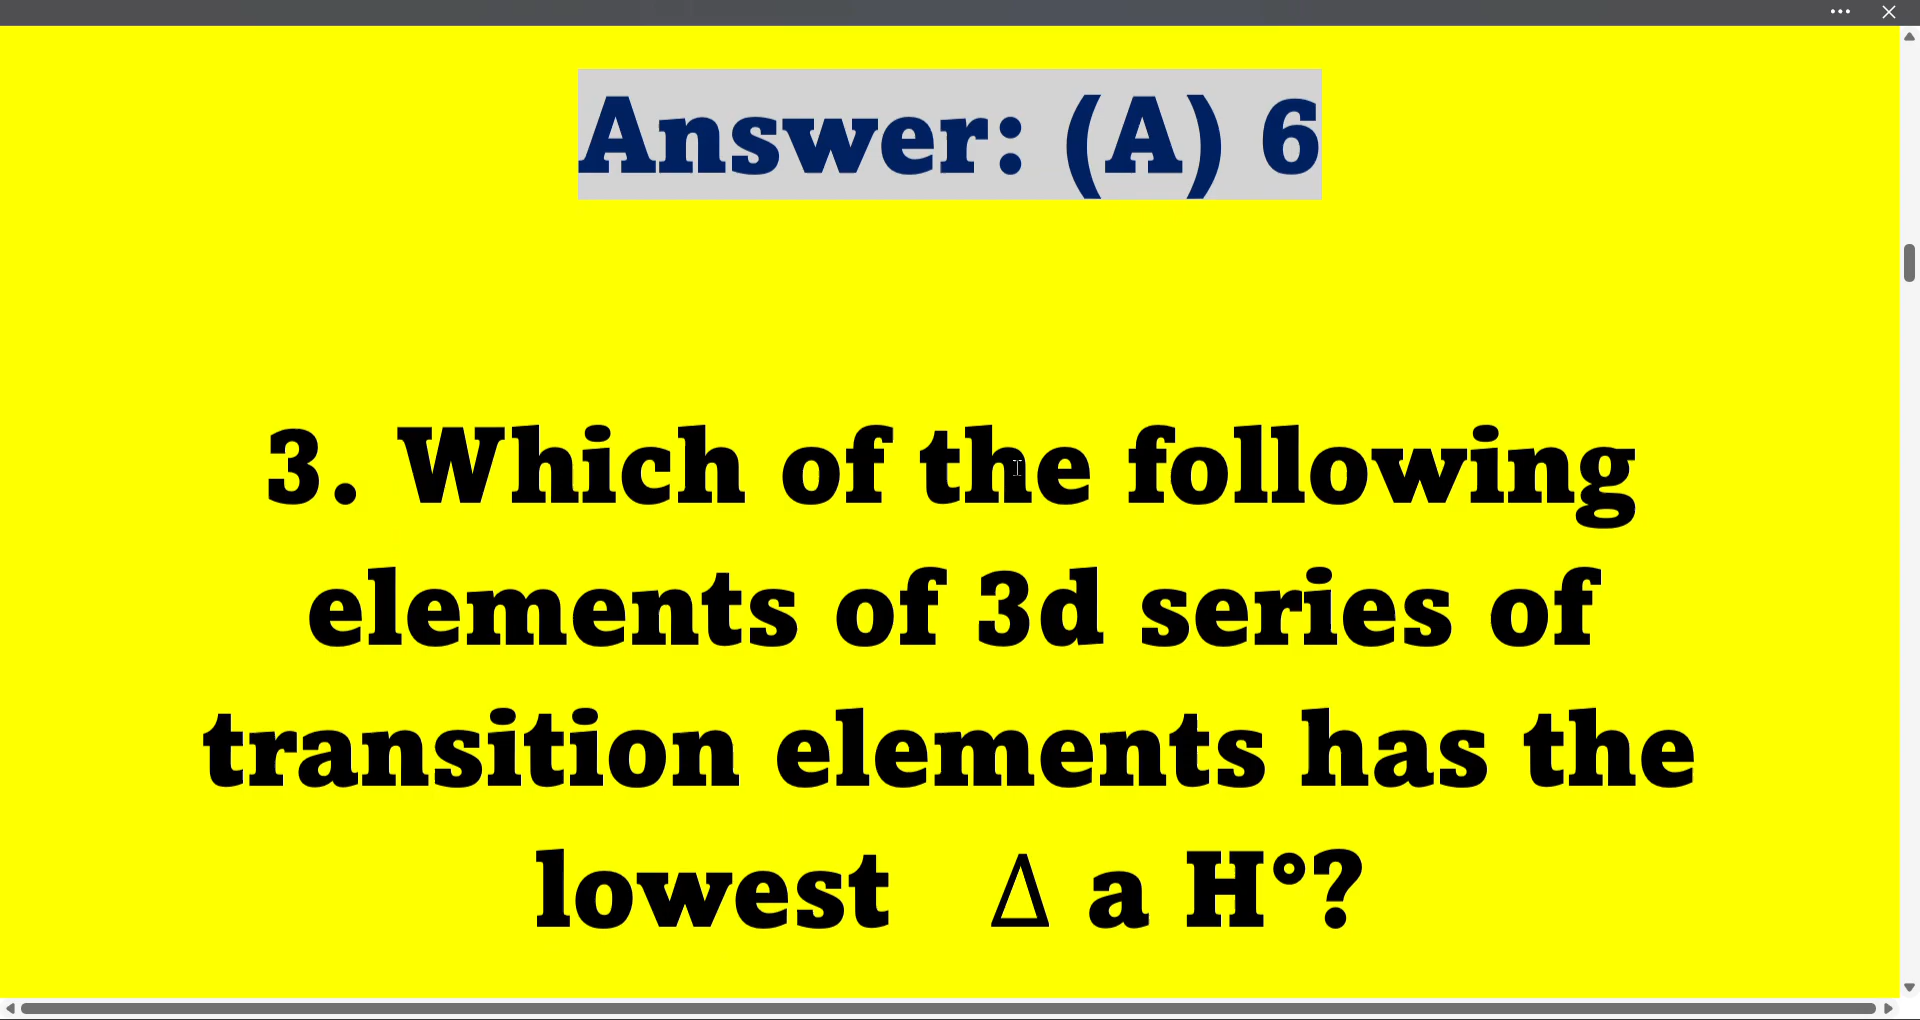 Answer: (A) 6
3. Which of the following
elements of 3d series of
transition elements has the
lowest Δ a H°?